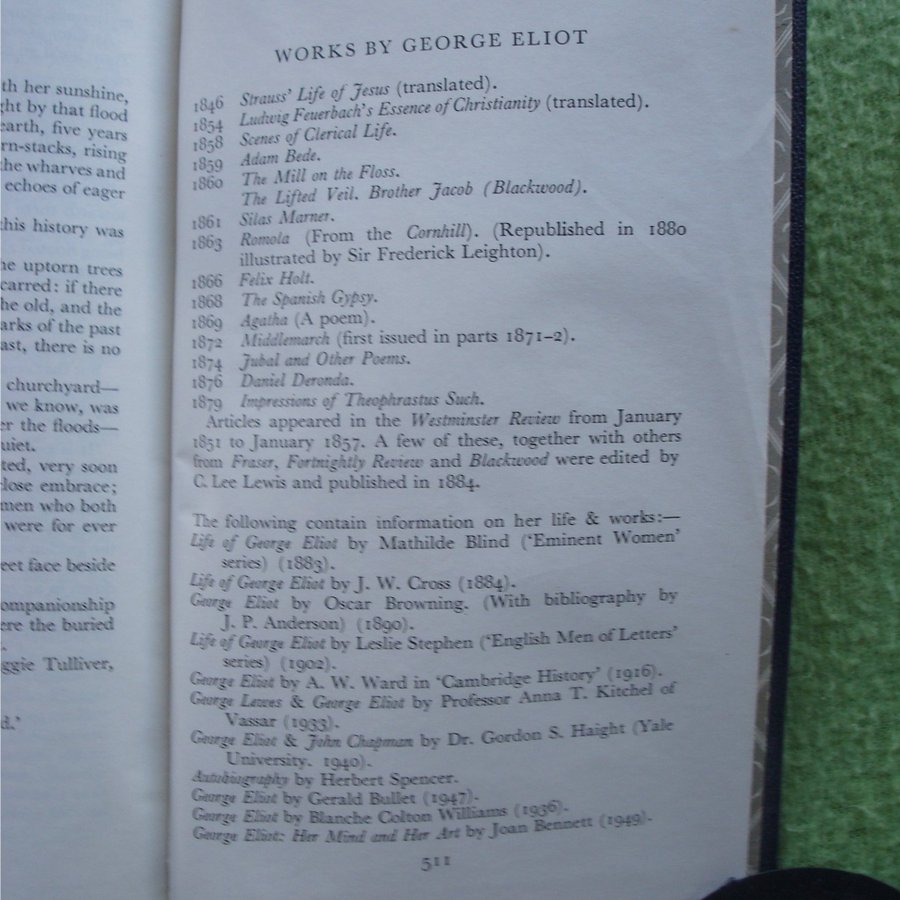 th her sunshine,
ght by that flood
earth, five years
rn-stacks, rising
the wharves and
echoes of eager
this history was
he uptorn trees
carred: if there
he old, and the
arks of the past
ast, there is no
churchyard—
we know, was
er the floods—
uiet.
ted, very soon
lose embrace;
men who both
were for ever
eet face beside
ompanionship
ere the buried
ggie Tulliver,
d.'
WORKS BY GEORGE ELIOT
1846 Strauss' Life of Jesus (translated).
1854 Ludwig Feuerbach's Essence of Christianity (translated).
1858 Scenes of Clerical Life.
1859 Adam Bede.
1860 The Mill on the Floss.
The Lifted Veil. Brother Jacob (Blackwood).
1861 Silas Marner.
1863 Romola (From the Cornhill). (Republished in 1880
illustrated by Sir Frederick Leighton).
1866 Felix Holt.
1868 The Spanish Gypsy.
1869 Agatha (A poem).
1872 Middlemarch (first issued in parts 1871-2).
1874 Jubal and Other Poems.
1876 Daniel Deronda.
1879 Impressions of Theophrastus Such.
Articles appeared in the Westminster Review from January
1851 to January 1857. A few of these, together with others
from Fraser, Fortnightly Review and Blackwood were edited by
C. Lee Lewis and published in 1884.
The following contain information on her life & works:—
Life of George Eliot by Mathilde Blind ('Eminent Women'
series) (1883).
Life of George Eliot by J. W. Cross (1884).
George Eliot by Oscar Browning. (With bibliography by
J. P. Anderson) (1890).
Life of George Eliot by Leslie Stephen ('English Men of Letters'
series) (1902).
George Eliot by A. W. Ward in 'Cambridge History' (1916).
George Lewes & George Eliot by Professor Anna T. Kitchel of
Vassar (1933).
George Eliot & John Chapman by Dr. Gordon S. Haight (Yale
University. 1940).
Autobiography by Herbert Spencer.
George Eliot by Gerald Bullet (1947).
George Eliot by Blanche Colton Williams (1936).
George Eliot: Her Mind and Her Art by Joan Bennett (1949).
511